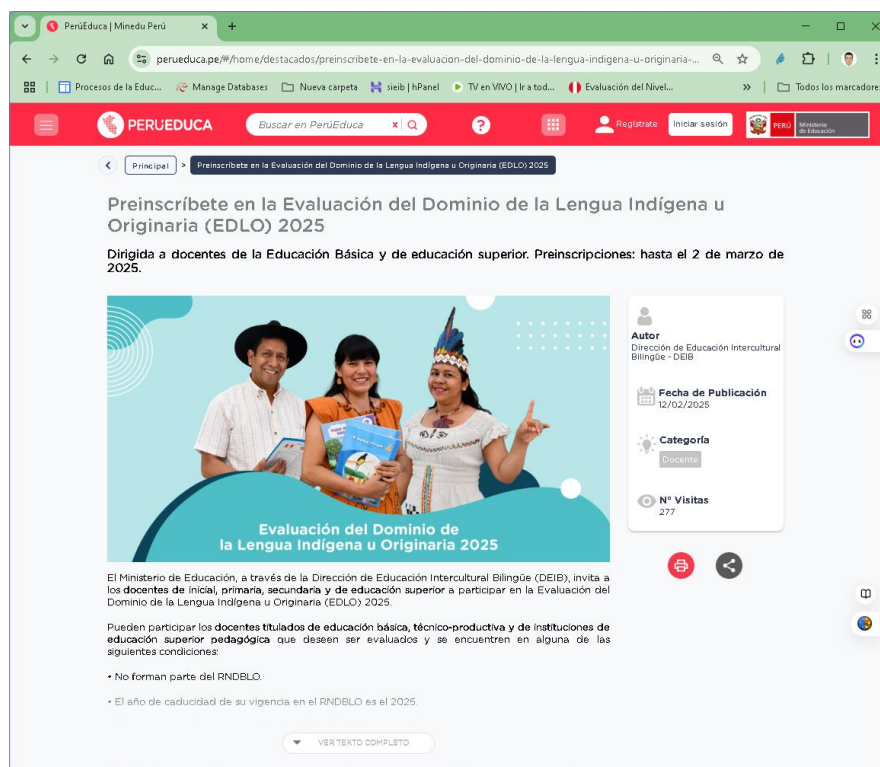 PerúEduca | Minedu Perú
perueduca.pe/#/home/destacados/preinscribete-en-la-evaluacion-del-dominio-de-la-lengua-indigena-u-originaria-...
Procesos de la Educ... Manage Databases Nueva carpeta sieib | hPanel TV en VIVO | Ir a tod... Evaluación del Nivel... » Todos los marcadore
PERUEDUCA Buscar en PerúEduca x ? Regístrate Iniciar sesión PERÚ Ministerio de Educación
Principal > Preinscríbete en la Evaluación del Dominio de la Lengua Indígena u Originaria (EDLO) 2025
Preinscríbete en la Evaluación del Dominio de la Lengua Indígena u
Originaria (EDLO) 2025
Dirigida a docentes de la Educación Básica y de educación superior. Preinscripciones: hasta el 2 de marzo de
2025.
Evaluación del Dominio de
la Lengua Indígena u Originaria 2025
Autor
Dirección de Educación Intercultural
Bilingüe - DEIB
Fecha de Publicación
12/02/2025
Categoría
Docente
Nº Visitas
277
El Ministerio de Educación, a través de la Dirección de Educación Intercultural Bilingüe (DEIB), invita a
los docentes de inicial, primaria, secundaria y de educación superior a participar en la Evaluación del
Dominio de la Lengua Indígena u Originaria (EDLO) 2025.
Pueden participar los docentes titulados de educación básica, técnico-productiva y de instituciones de
educación superior pedagógica que deseen ser evaluados y se encuentren en alguna de las
siguientes condiciones:
• No forman parte del RNDBLO.
• El año de caducidad de su vigencia en el RNDBLO es el 2025.
VER TEXTO COMPLETO